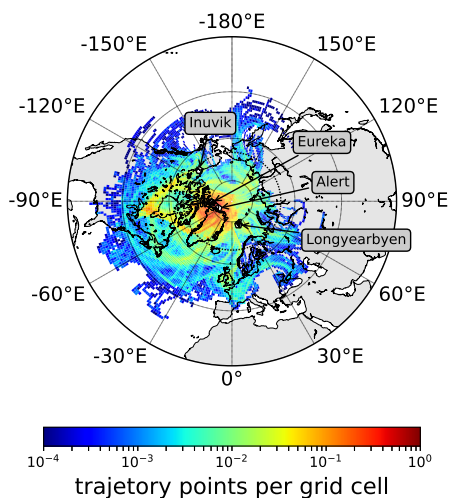 -180°E
-150°E
150°E
-120°E
120°E
Inuvik
Eureka
Alert
-90°E
90°E
Longyearbyen
-60°E
60°E
-30°E
30°E
0°
10⁻⁴
10⁻³
10⁻²
10⁻¹
10⁰
trajetory points per grid cell